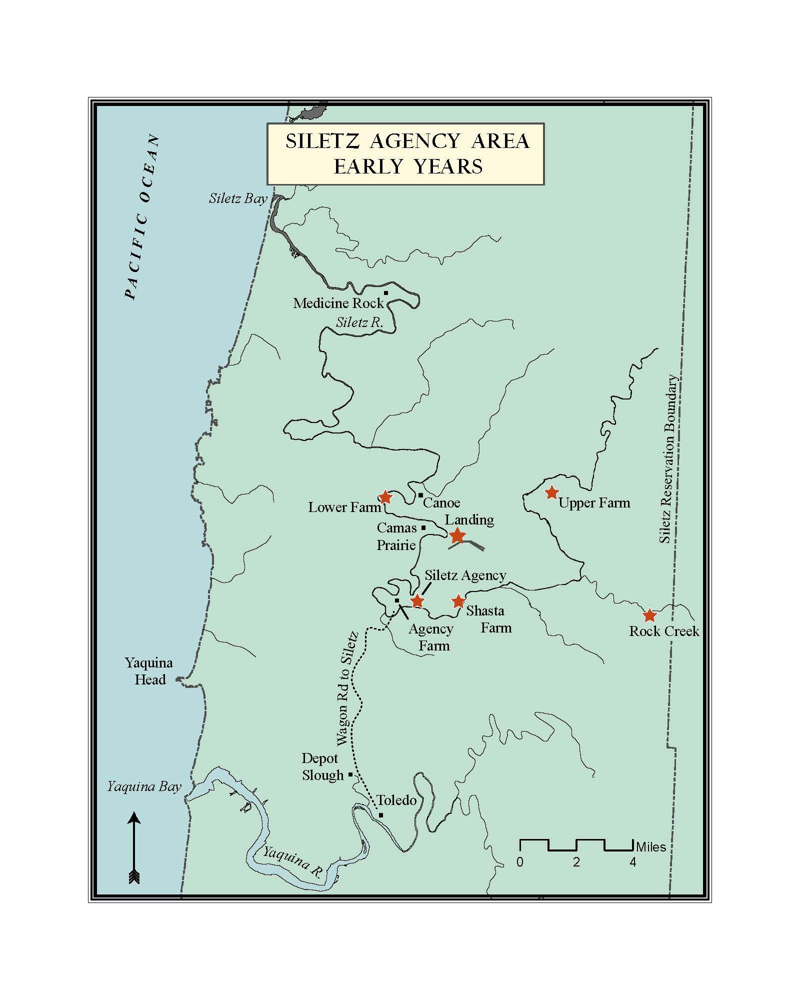 SILETZ AGENCY AREA
EARLY YEARS
PACIFIC OCEAN
Siletz Bay
Medicine Rock
Siletz R.
Siletz Reservation Boundary
Lower Farm
Canoe
Landing
Upper Farm
Camas
Prairie
Siletz Agency
Shasta
Farm
Agency
Farm
Rock Creek
Wagon Rd to Siletz
Yaquina
Head
Depot
Slough
Yaquina Bay
Toledo
Yaquina R.
Miles
0 2 4